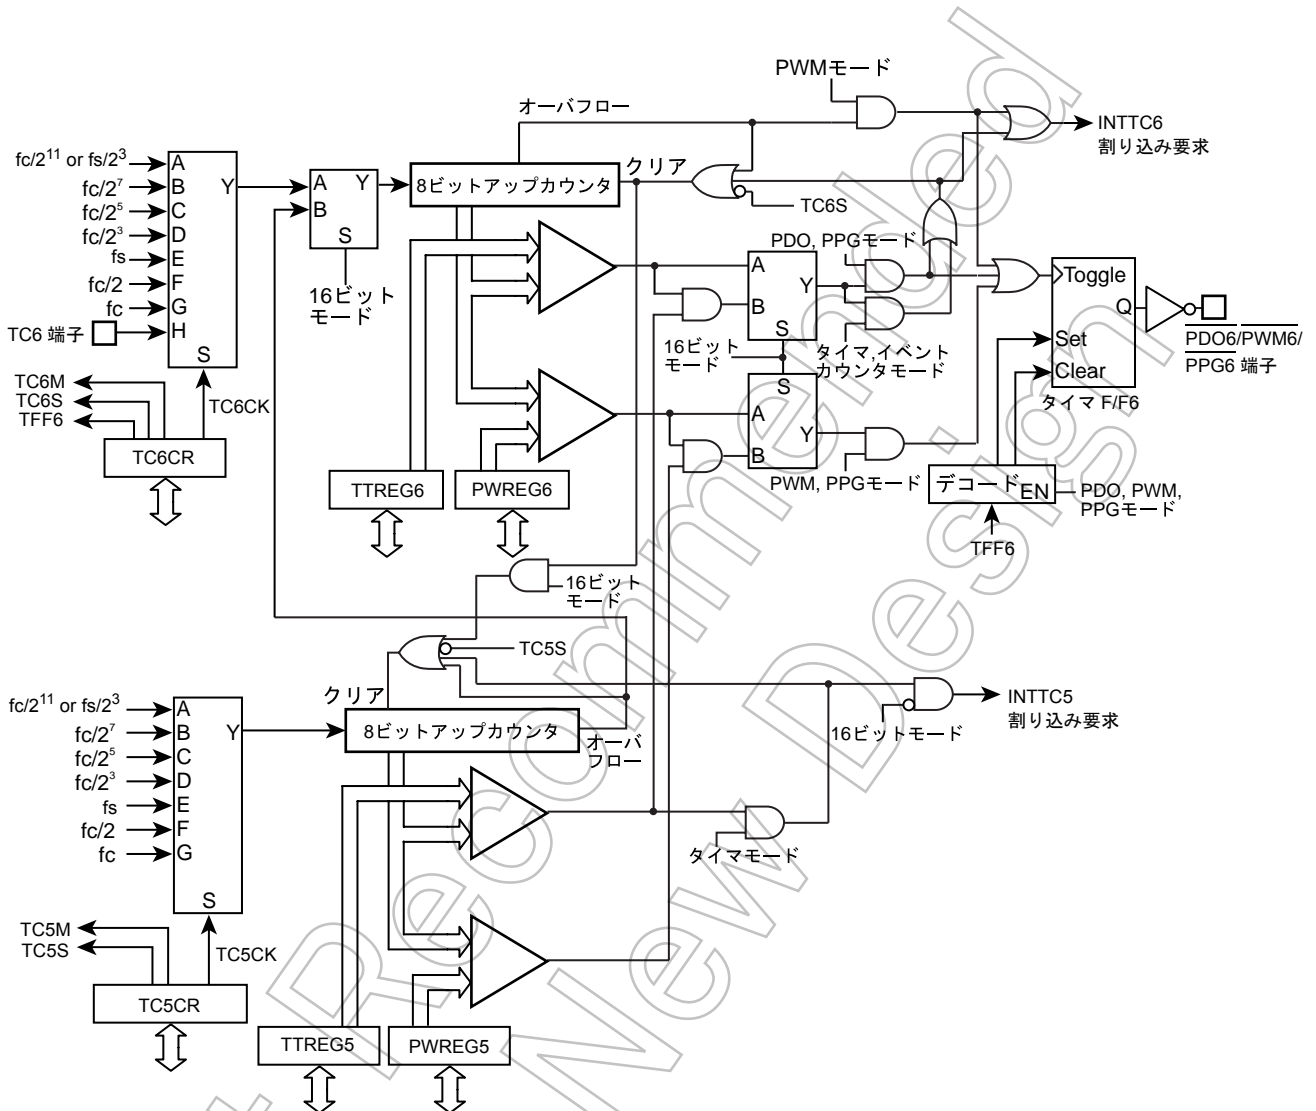 PWMモード
オーバフロー
INTTC6
割り込み要求
クリア
fc/2¹¹ or fs/2³
fc/2⁷
fc/2⁵
fc/2³
fs
fc/2
fc
TC6 端子
A
B
C
D
E
F
G
H
Y
S
A
B
Y
S
16ビット
モード
8ビットアップカウンタ
TC6S
PDO, PPGモード
A
B
Y
S
16ビット
モード
タイマ,イベント
カウンタモード
S
A
B
Y
PWM, PPGモード
Toggle
Q
Set
Clear
タイマ F/F6
PDO6/PWM6/
PPG6 端子
デコード
EN
PDO, PWM,
PPGモード
TFF6
TC6M
TC6S
TFF6
TC6CK
TC6CR
TTREG6
PWREG6
16ビット
モード
TC5S
クリア
fc/2¹¹ or fs/2³
fc/2⁷
fc/2⁵
fc/2³
fs
fc/2
fc
A
B
C
D
E
F
G
Y
S
8ビットアップカウンタ
オーバ
フロー
16ビットモード
INTTC5
割り込み要求
タイマモード
TC5M
TC5S
TC5CK
TC5CR
TTREG5
PWREG5
t Recommended
New Design